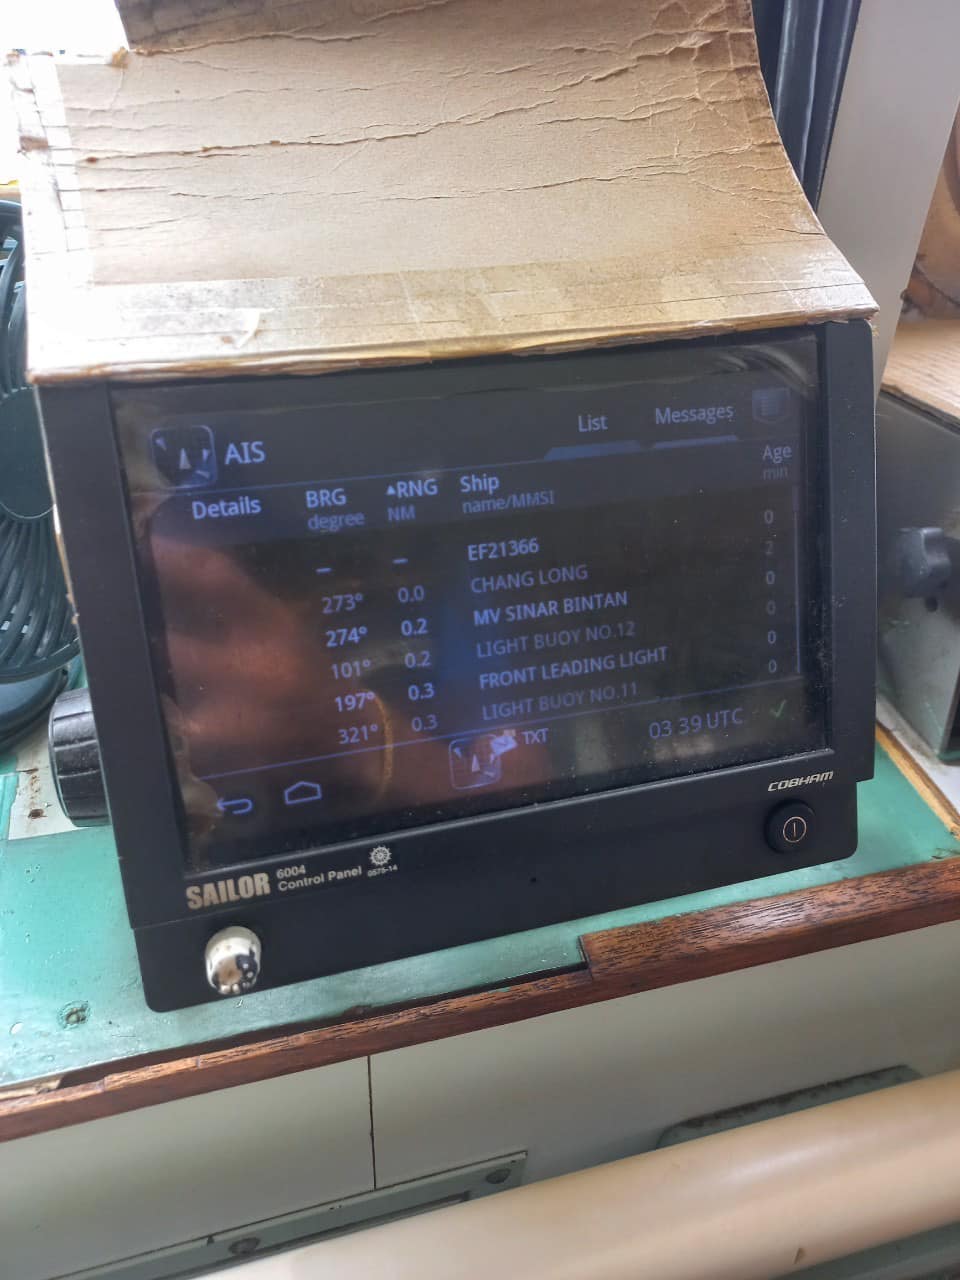 AIS
List
Messages
Details
BRG
degree
▲RNG
NM
Ship
name/MMSI
Age
min
– – EF21366 0
273° 0.0 CHANG LONG 2
274° 0.2 MV SINAR BINTAN 0
101° 0.2 LIGHT BUOY NO.12 0
197° 0.3 FRONT LEADING LIGHT 0
321° 0.3 LIGHT BUOY NO.11 0
TXT
03 39 UTC
COBHAM
SAILOR 6004
Control Panel
0575-14